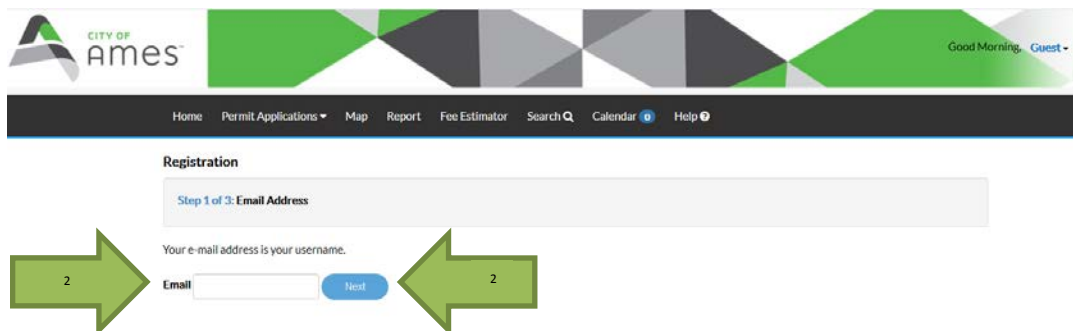 CITY OF
Ames
Good Morning, Guest
Home Permit Applications Map Report Fee Estimator Search Calendar 0 Help
Registration
Step 1 of 3: Email Address
Your e-mail address is your username.
2 Email Next 2